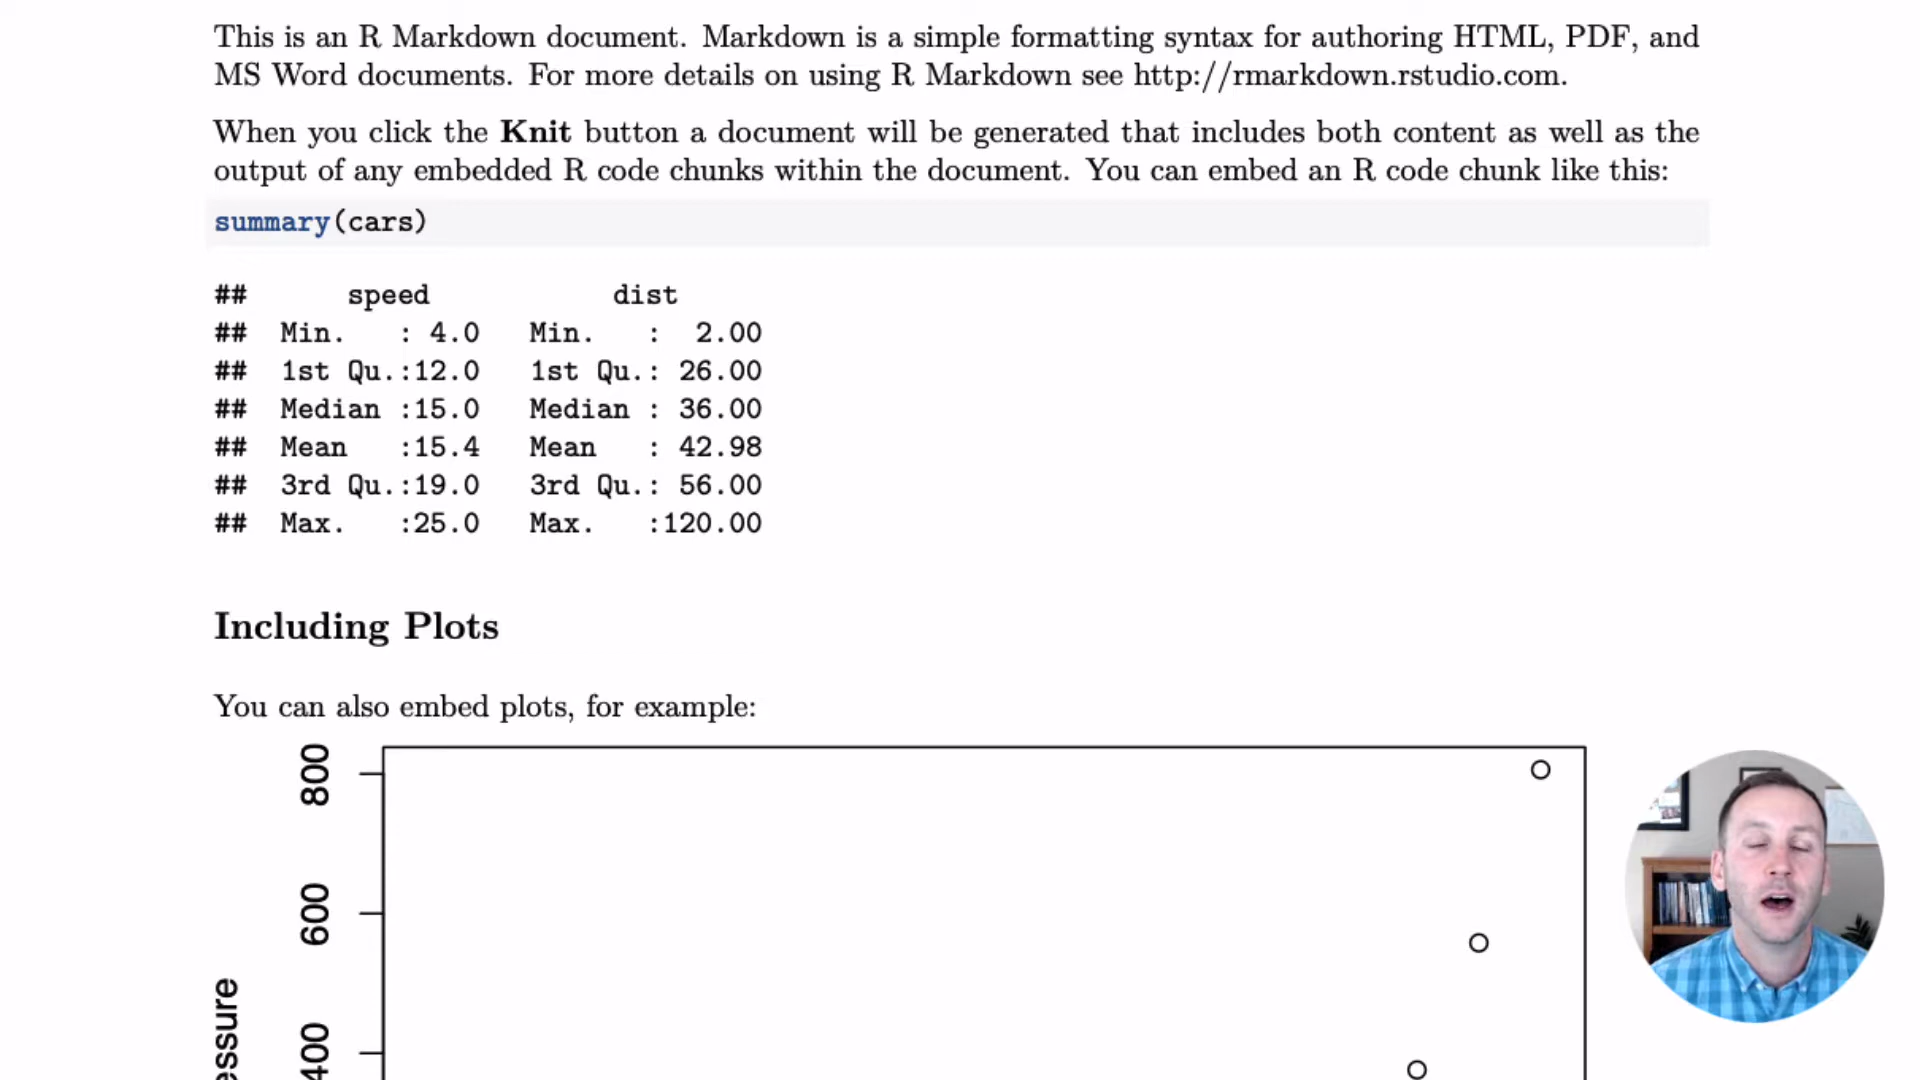 This is an R Markdown document. Markdown is a simple formatting syntax for authoring HTML, PDF, and
MS Word documents. For more details on using R Markdown see http://rmarkdown.rstudio.com.
When you click the Knit button a document will be generated that includes both content as well as the
output of any embedded R code chunks within the document. You can embed an R code chunk like this:
summary(cars)
## speed dist
## Min. : 4.0 Min. : 2.00
## 1st Qu.:12.0 1st Qu.: 26.00
## Median :15.0 Median : 36.00
## Mean :15.4 Mean : 42.98
## 3rd Qu.:19.0 3rd Qu.: 56.00
## Max. :25.0 Max. :120.00
Including Plots
You can also embed plots, for example:
800
600
400
essure